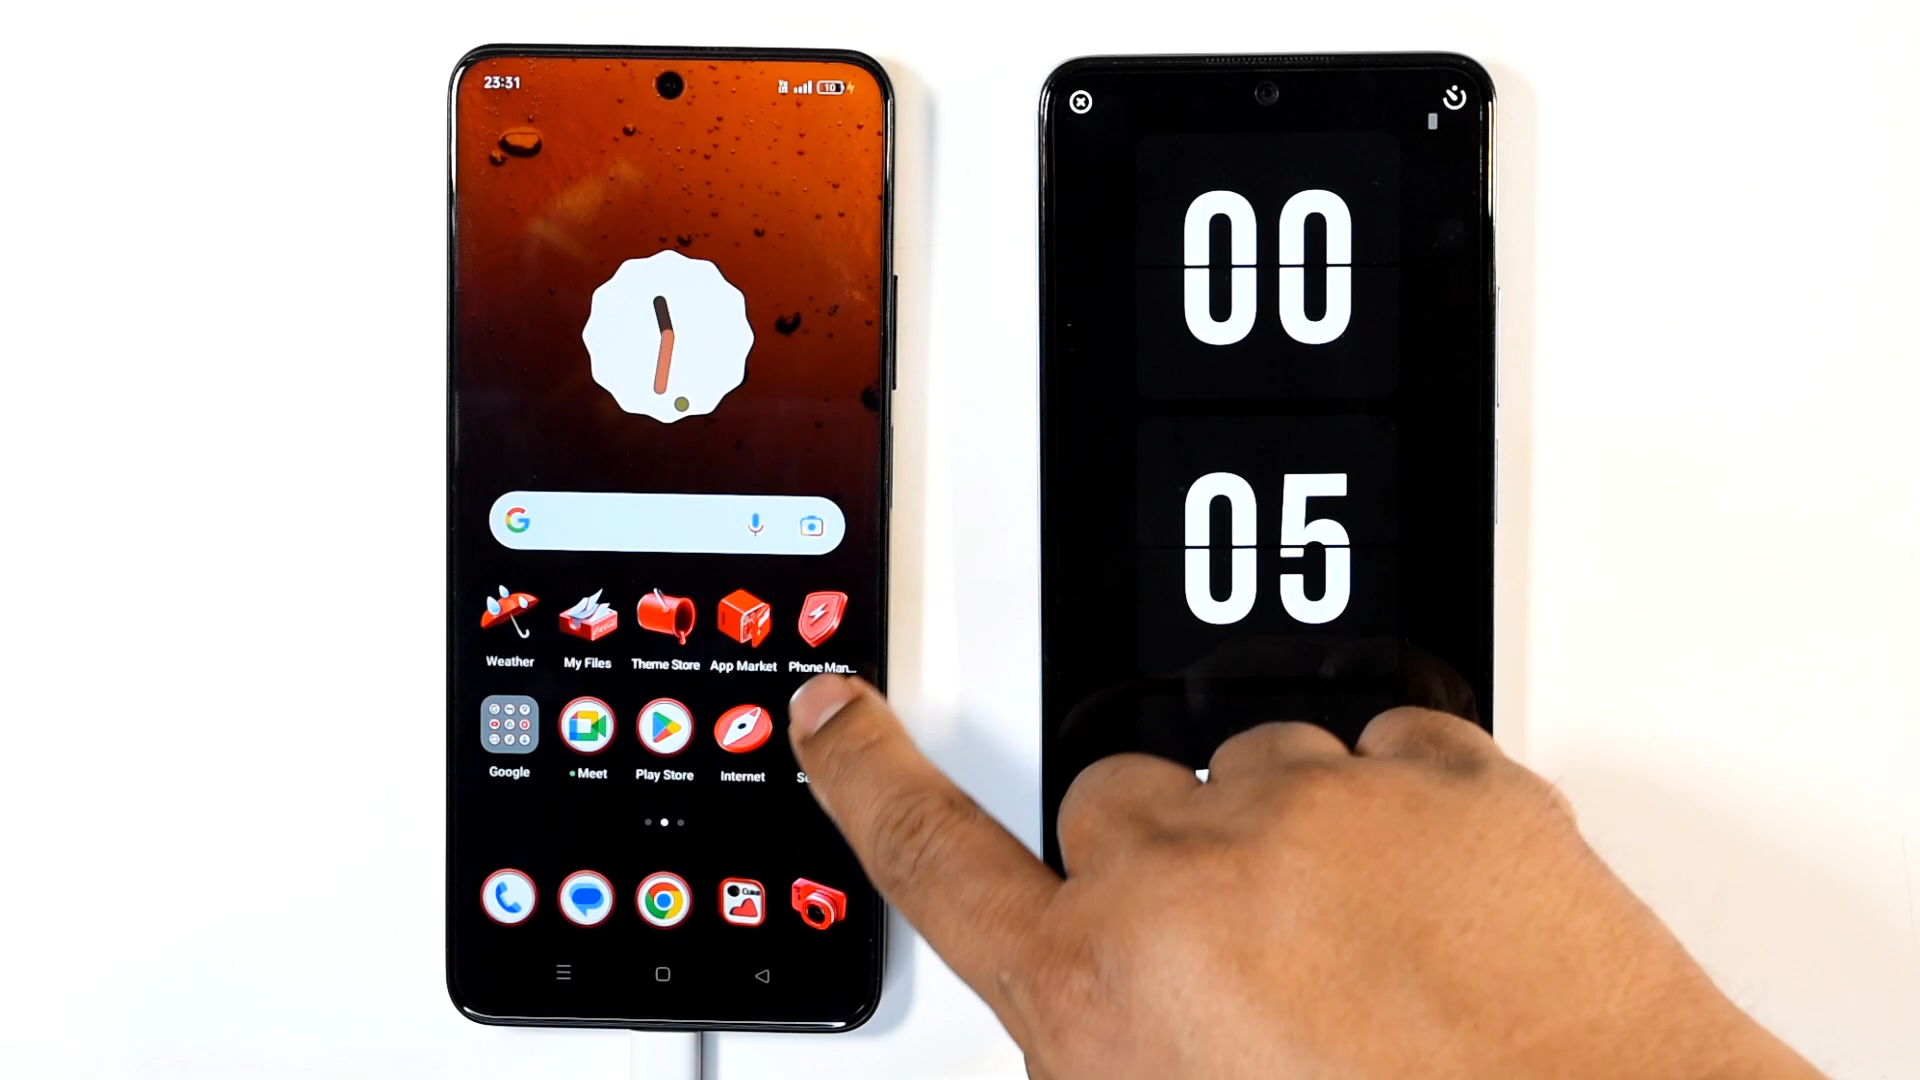 23:31
10
00
05
G
Weather
My Files
Theme Store
App Market
Phone Man...
Google
Meet
Play Store
Internet
Coke